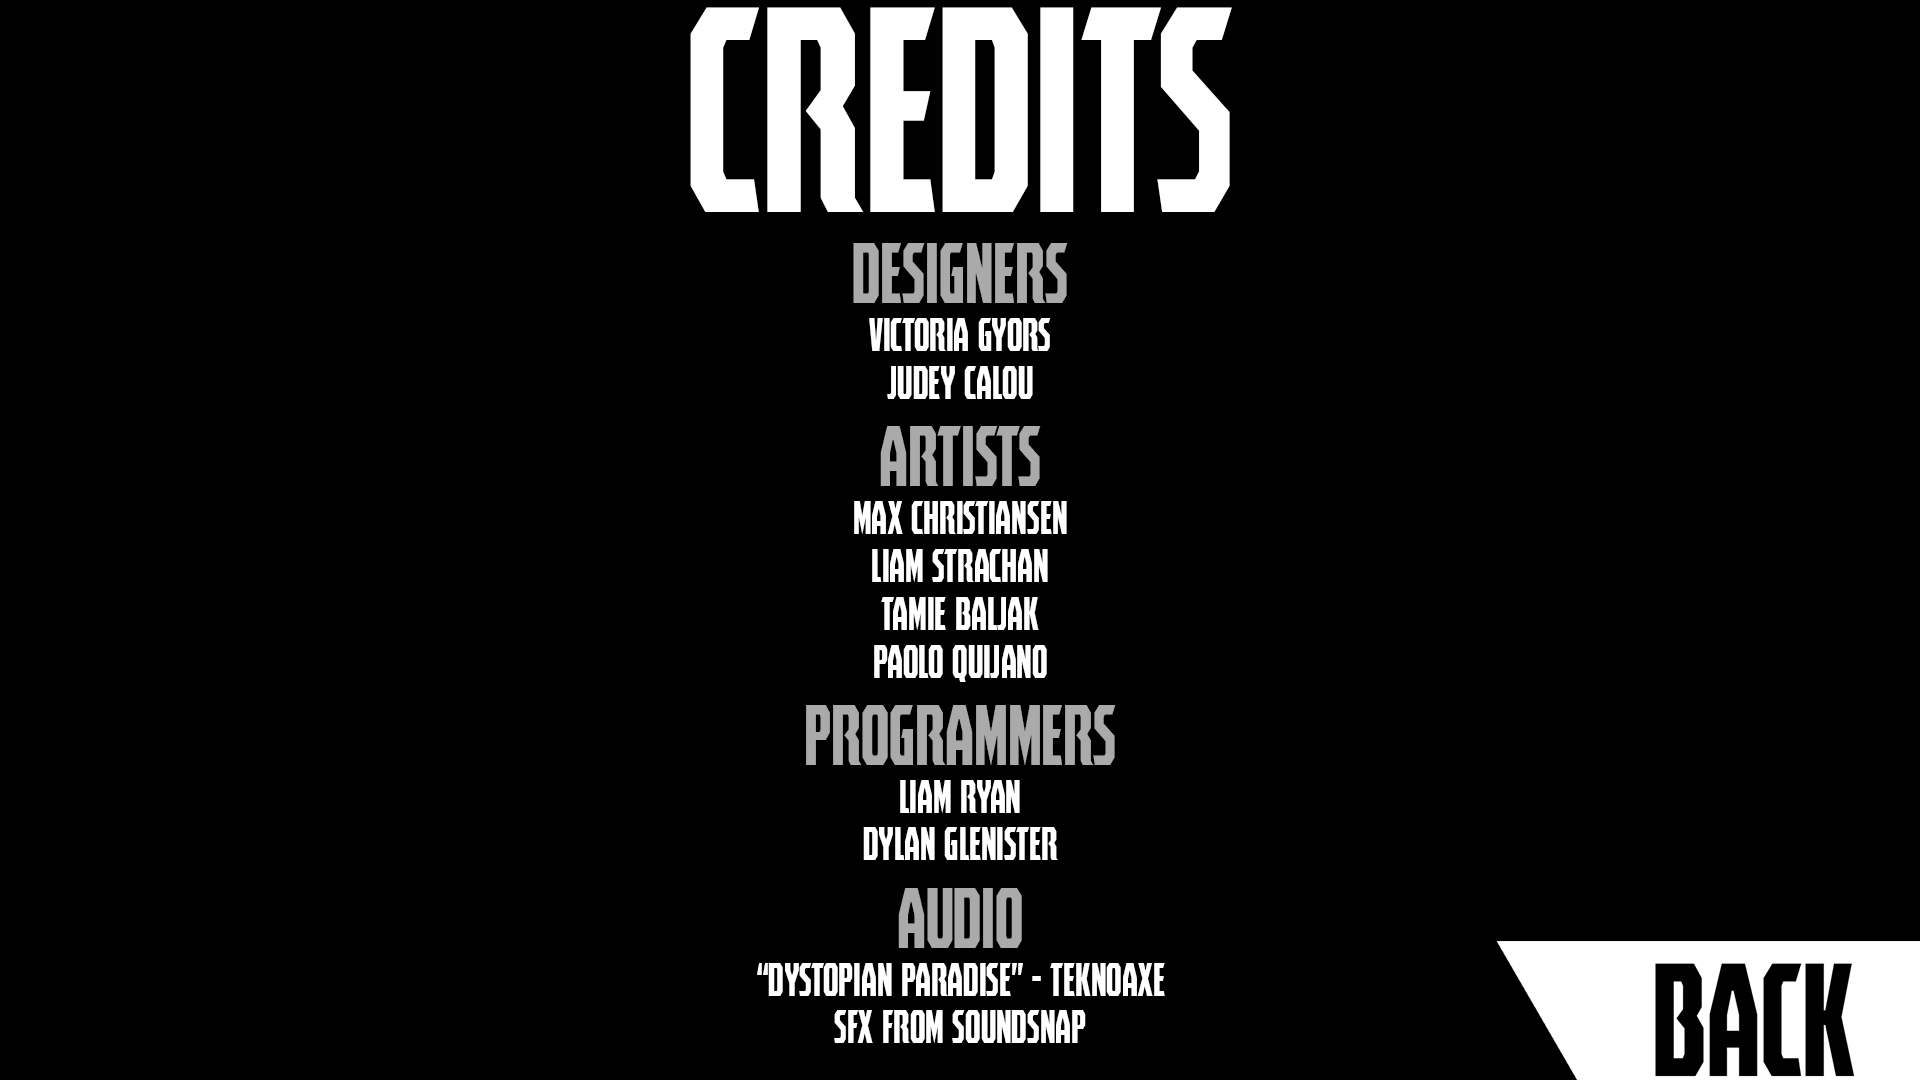 CREDITS
DESIGNERS
VICTORIA GYORS
JUDEY CALOU
ARTISTS
MAX CHRISTIANSEN
LIAM STRACHAN
TAMIE BALJAK
PAOLO QUIJANO
PROGRAMMERS
LIAM RYAN
DYLAN GLENISTER
AUDIO
“DYSTOPIAN PARADISE” - TEKNOAXE
SFX FROM SOUNDSNAP
BACK